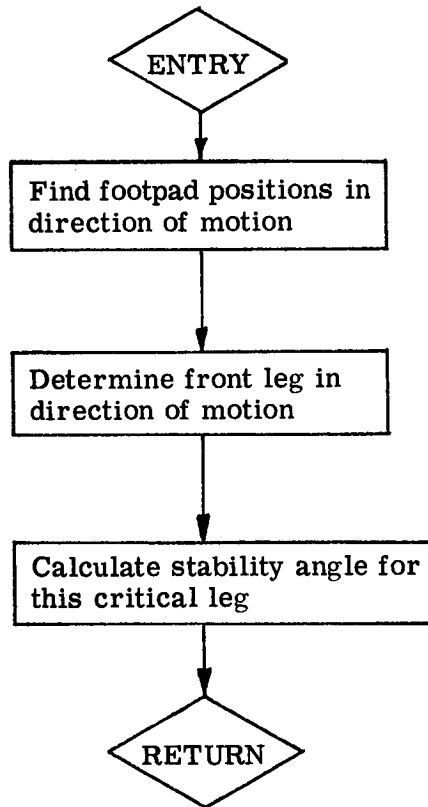 ENTRY
Find footpad positions in
direction of motion
Determine front leg in
direction of motion
Calculate stability angle for
this critical leg
RETURN